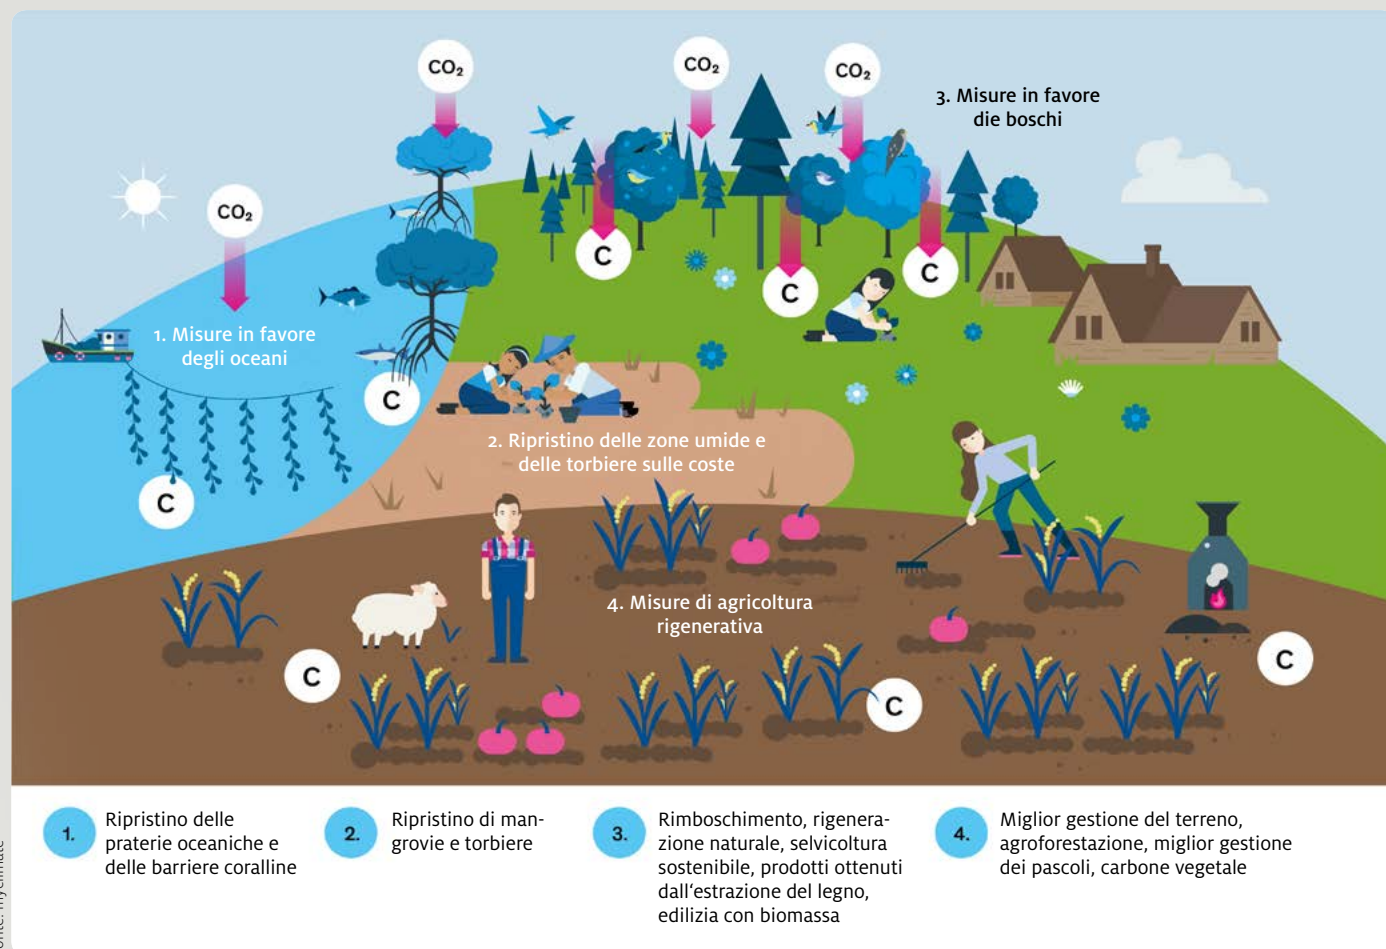 CO₂
CO₂
CO₂
3. Misure in favore
die boschi
CO₂
C
C
C
1. Misure in favore
degli oceani
C
2. Ripristino delle zone umide e
delle torbiere sulle coste
C
4. Misure di agricoltura
rigenerativa
C
C
C
1.
Ripristino delle
praterie oceaniche e
delle barriere coralline
2.
Ripristino di man-
grovie e torbiere
3.
Rimboschimento, rigenera-
zione naturale, selvicoltura
sostenibile, prodotti ottenuti
dall‘estrazione del legno,
edilizia con biomassa
4.
Miglior gestione del terreno,
agroforestazione, miglior gestione
dei pascoli, carbone vegetale